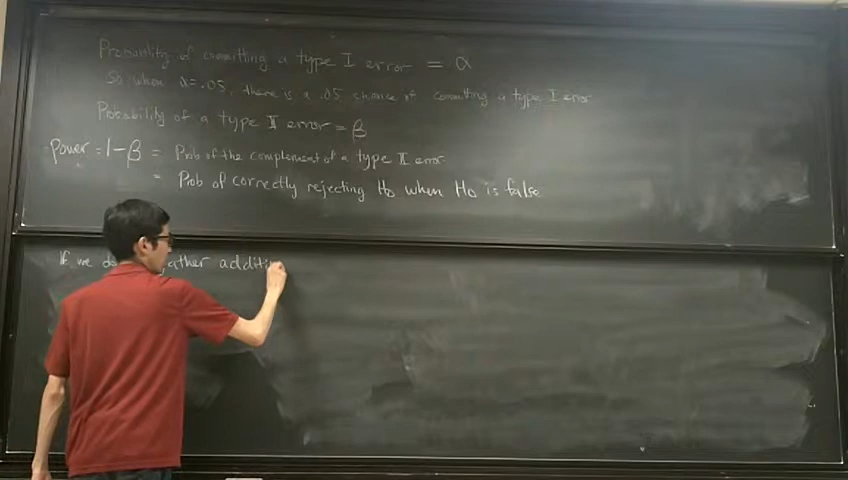 Probability of committing a type I error = α
So when α=.05, there is a .05 chance of committing a type I error
Probability of a type II error = β
Power = 1-β = Prob of the complement of a type II error
= Prob of correctly rejecting Ho when Ho is false
If we gather additi